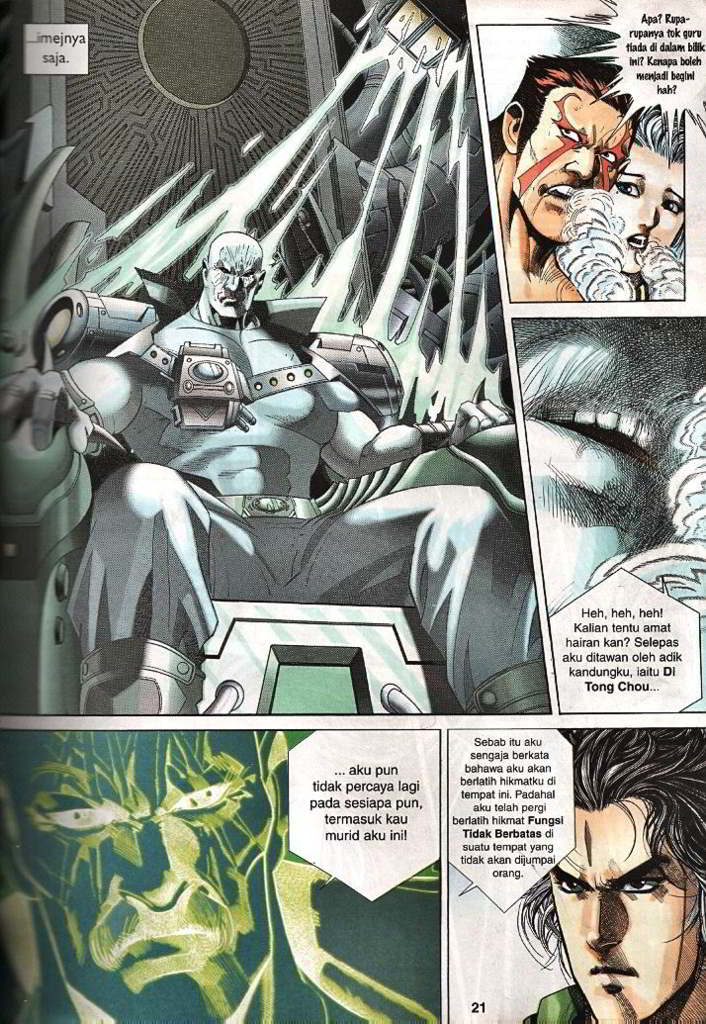 imejnya
saja.
Apa? Rupa-
rupanya tok guru
tiada di dalam bilik
ini? Kenapa boleh
menjadi begini
hah?
Heh, heh, heh!
Kalian tentu amat
hairan kan? Selepas
aku ditawan oleh adik
kandungku, iaitu Di
Tong Chou...
... aku pun
tidak percaya lagi
pada sesiapa pun,
termasuk kau
murid aku ini!
Sebab itu aku
sengaja berkata
bahawa aku akan
berlatih hikmatku di
tempat ini. Padahal
aku telah pergi
berlatih hikmat Fungsi
Tidak Berbatas di
suatu tempat yang
tidak akan dijumpai
orang.
21